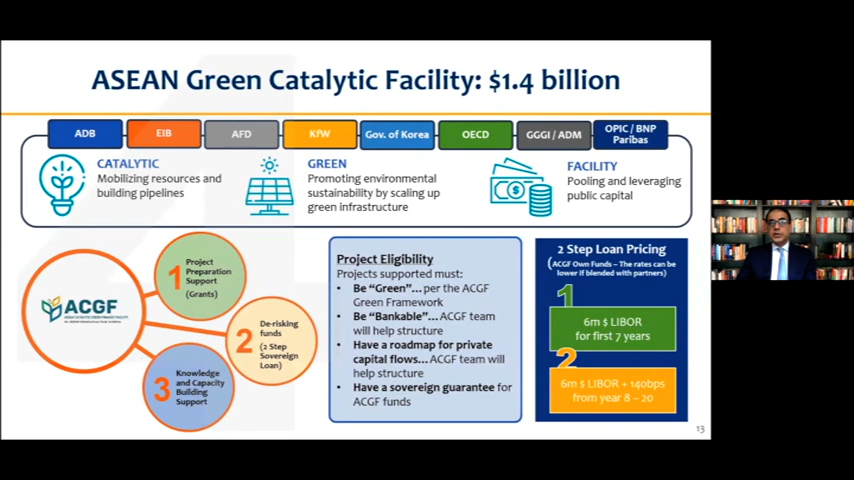 ASEAN Green Catalytic Facility: $1.4 billion
ADB
EIB
AFD
KfW
Gov. of Korea
OECD
GGGI / ADM
OPIC / BNP
Paribas
CATALYTIC
Mobilizing resources and
building pipelines
GREEN
Promoting environmental
sustainability by scaling up
green infrastructure
FACILITY
Pooling and leveraging
public capital
ACGF
1
Project
Preparation
Support
(Grants)
2
De-risking
funds
(2 Step
Sovereign
Loan)
3
Knowledge
and Capacity
Building
Support
Project Eligibility
Projects supported must:
• Be “Green”... per the ACGF
Green Framework
• Be “Bankable”... ACGF team
will help structure
• Have a roadmap for private
capital flows... ACGF team will
help structure
• Have a sovereign guarantee for
ACGF funds
2 Step Loan Pricing
(ACGF Own Funds – The rates can be
lower if blended with partners)
1
6m $ LIBOR
for first 7 years
2
6m $ LIBOR + 140bps
from year 8 – 20
13